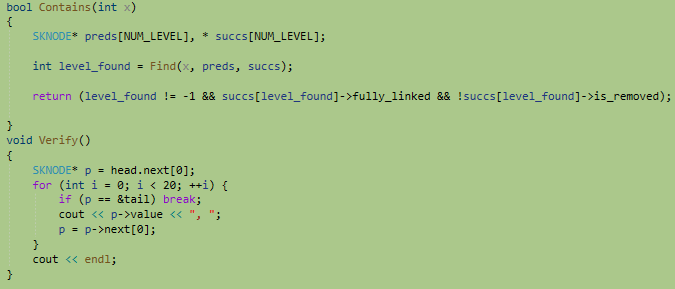 bool Contains(int x)
{
    SKNODE* preds[NUM_LEVEL], * succs[NUM_LEVEL];
    int level_found = Find(x, preds, succs);
    return (level_found != -1 && succs[level_found]->fully_linked && !succs[level_found]->is_removed);
}
void Verify()
{
    SKNODE* p = head.next[0];
    for (int i = 0; i < 20; ++i) {
        if (p == &tail) break;
        cout << p->value << ", ";
        p = p->next[0];
    }
    cout << endl;
}